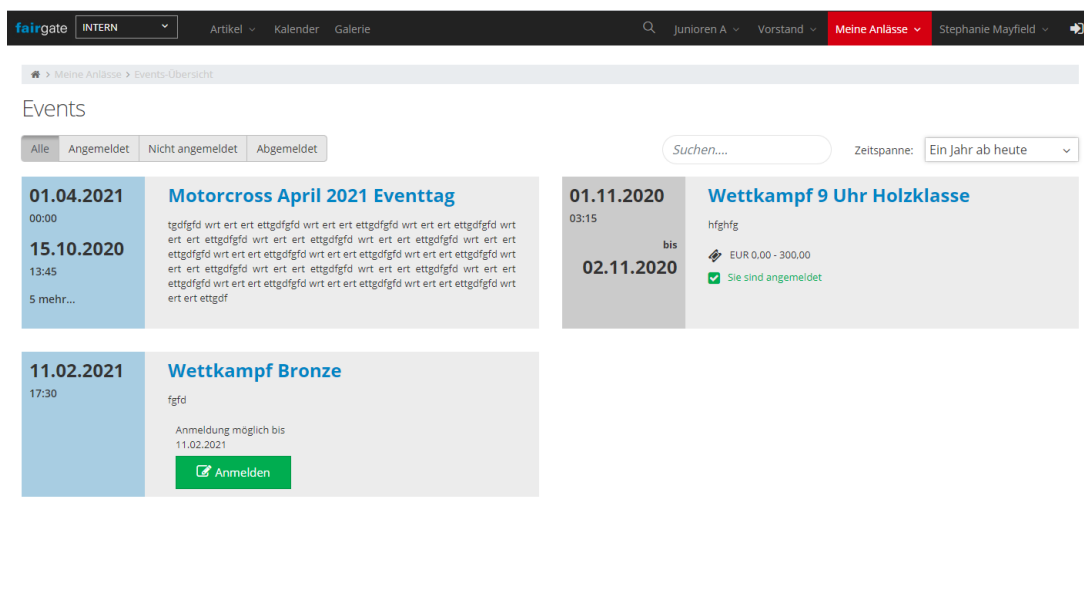 fairgate INTERN Artikel Kalender Galerie Junioren A Vorstand Meine Anlässe Stephanie Mayfield
> Meine Anlässe > Events-Übersicht
Events
Alle Angemeldet Nicht angemeldet Abgemeldet Suchen.... Zeitspanne: Ein Jahr ab heute
01.04.2021
00:00
15.10.2020
13:45
5 mehr...
Motorcross April 2021 Eventtag
tgdfgfd wrt ert ert ettgdfgfd wrt ert ert ettgdfgfd wrt ert ert ettgdfgfd wrt
ert ert ettgdfgfd wrt ert ert ettgdfgfd wrt ert ert ettgdfgfd wrt ert ert
ettgdfgfd wrt ert ert ettgdfgfd wrt ert ert ettgdfgfd wrt ert ert ettgdfgfd wrt
ert ert ettgdfgfd wrt ert ert ettgdfgfd wrt ert ert ettgdfgfd wrt ert ert
ettgdfgfd wrt ert ert ettgdfgfd wrt ert ert ettgdfgfd wrt ert ert ettgdfgfd wrt
ert ert ettgdf
01.11.2020
03:15
bis
02.11.2020
Wettkampf 9 Uhr Holzklasse
hfghfg
EUR 0,00 - 300.00
Sie sind angemeldet
11.02.2021
17:30
Wettkampf Bronze
fgfd
Anmeldung möglich bis
11.02.2021
Anmelden